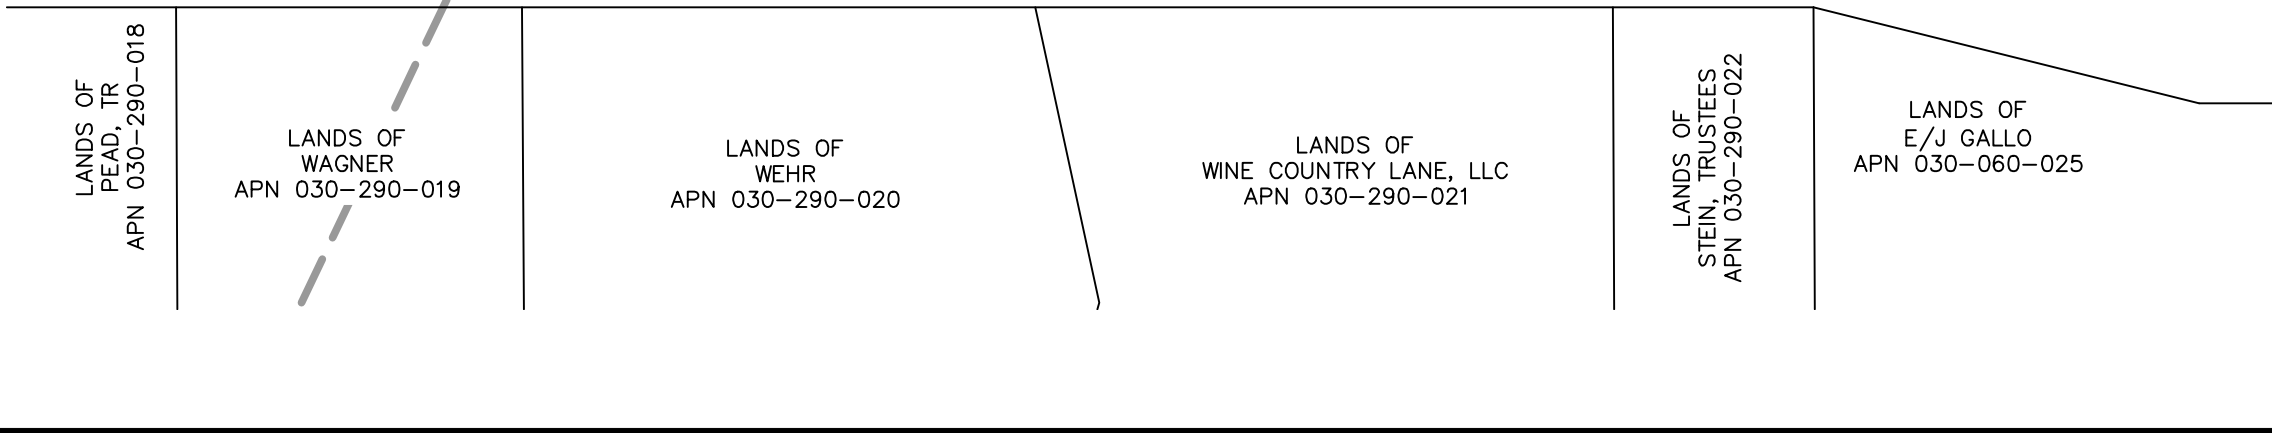 LANDS OF
PEAD, TR
APN 030-290-018
LANDS OF
WAGNER
APN 030-290-019
LANDS OF
WEHR
APN 030-290-020
LANDS OF
WINE COUNTRY LANE, LLC
APN 030-290-021
LANDS OF
STEIN, TRUSTEES
APN 030-290-022
LANDS OF
E/J GALLO
APN 030-060-025